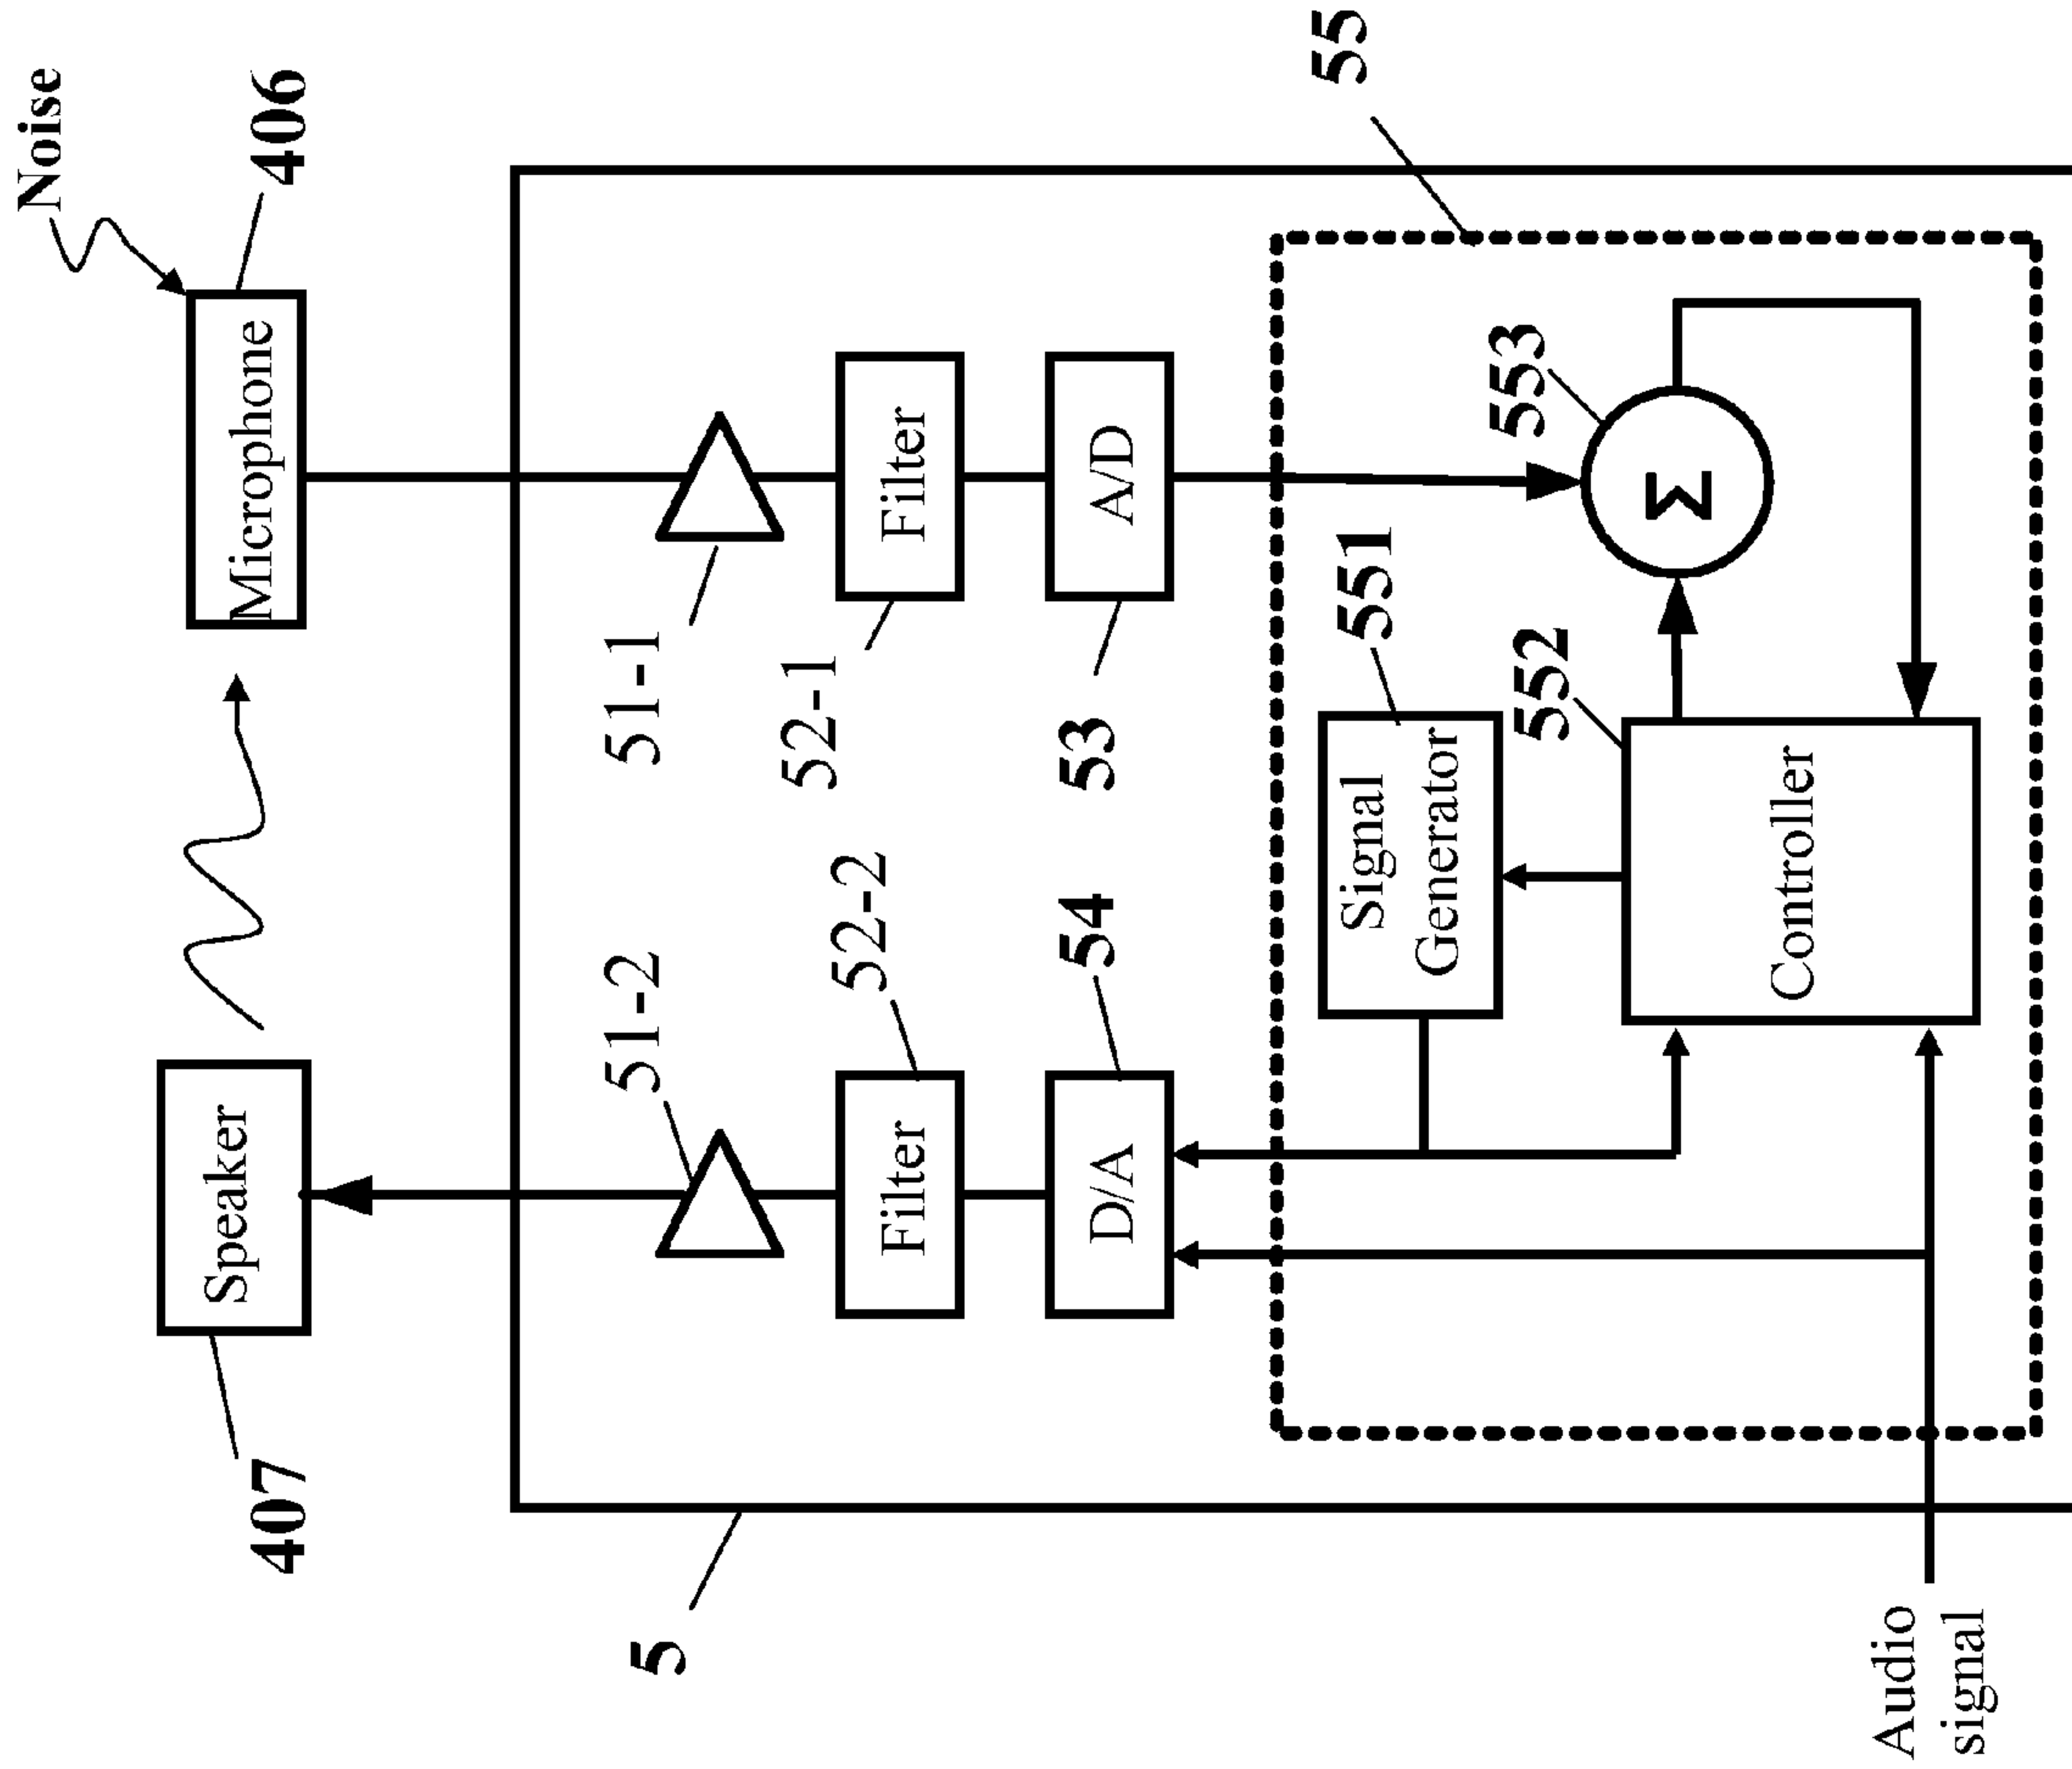 Noise
406
Microphone
Speaker
407
5
51-1
51-2
52-1
52-2
Filter
Filter
53
54
A/D
D/A
55
551
Signal
Generator
552
553
Σ
Controller
Audio
signal